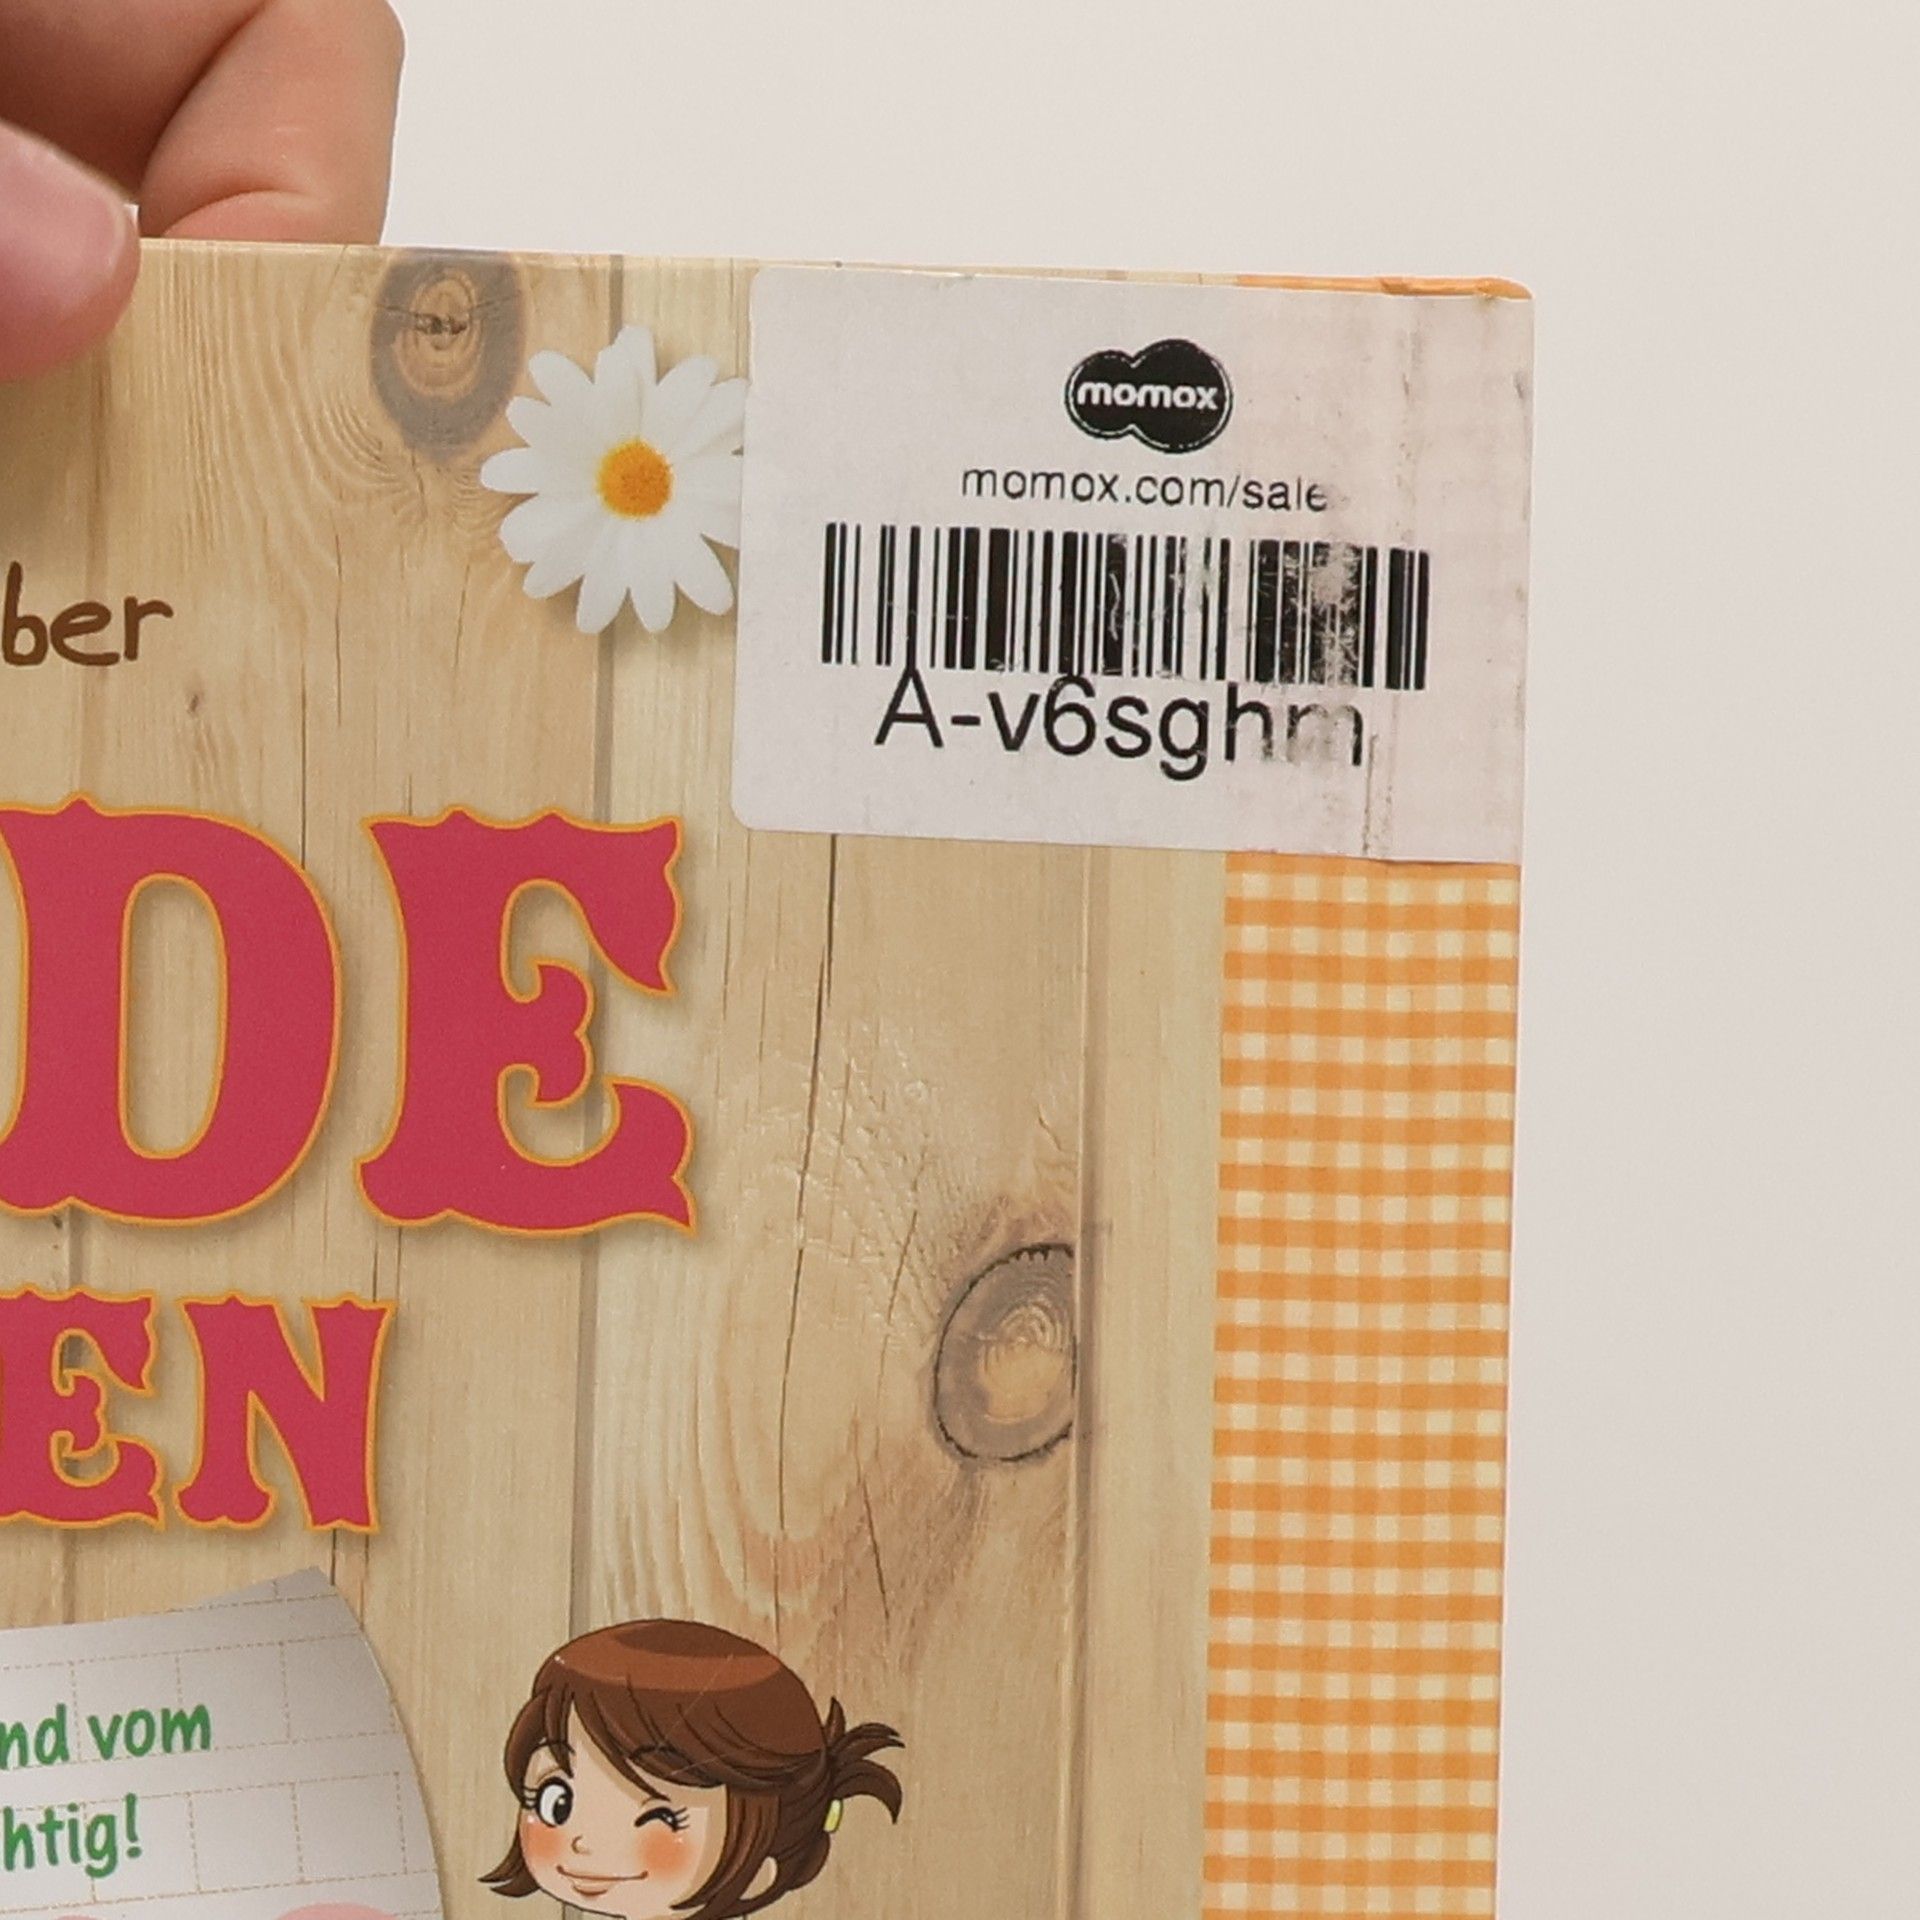 momox
momox.com/sale
A-v6sghm
ber
DE
EN
nd vom
htig!